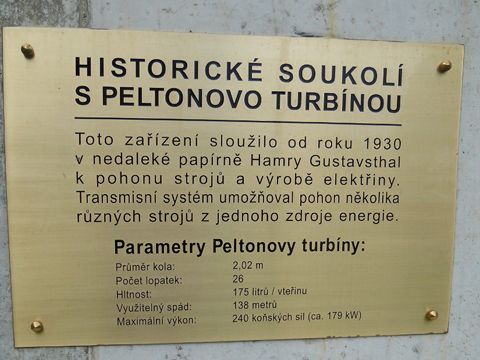 HISTORICKÉ SOUKOLÍ
S PELTONOVO TURBÍNOU
Toto zařízení sloužilo od roku 1930
v nedaleké papírně Hamry Gustavsthal
k pohonu strojů a výrobě elektřiny.
Transmisní systém umožňoval pohon několika
různých strojů z jednoho zdroje energie.
Parametry Peltonovy turbíny:
Průměr kola: 2,02 m
Počet lopatek: 26
Hltnost: 175 litrů / vteřinu
Využitelný spád: 138 metrů
Maximální výkon: 240 koňských sil (ca. 179 kW)